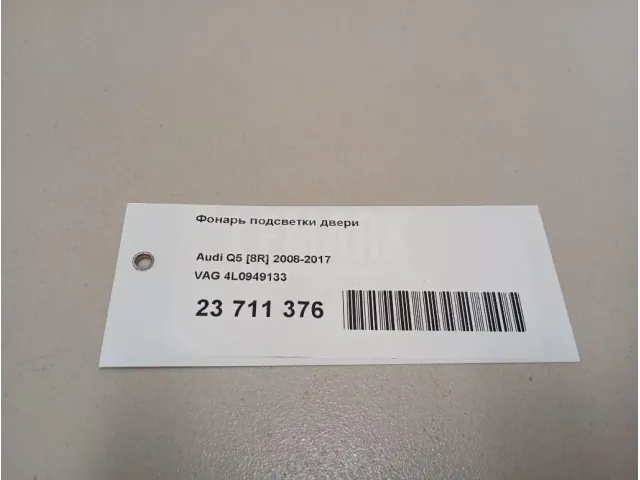 Фонарь подсветки двери
Audi Q5 [8R] 2008-2017
VAG 4L0949133
23 711 376